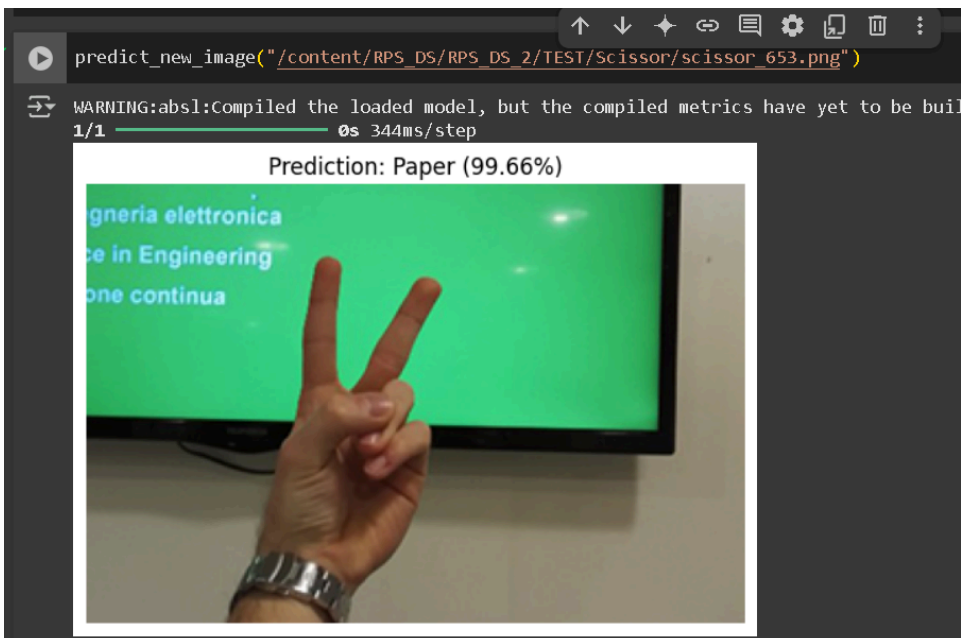 predict_new_image("/content/RPS_DS/RPS_DS_2/TEST/Scissor/scissor_653.png")
WARNING:absl:Compiled the loaded model, but the compiled metrics have yet to be
1/1 0s 344ms/step
Prediction: Paper (99.66%)
gneria elettronica
ce in Engineering
one continua